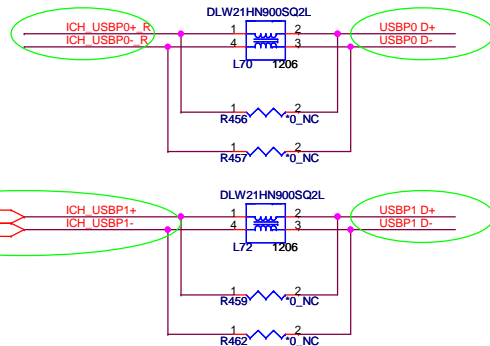 DLW21HN900SQ2L
ICH_USBP0+_R 1 2 USBP0 D+
ICH_USBP0-_R 4 3 USBP0 D-
L70 1206
1 2
R456 *0_NC
1 2
R457 *0_NC
DLW21HN900SQ2L
ICH_USBP1+ 1 2 USBP1 D+
ICH_USBP1- 4 3 USBP1 D-
L72 1206
1 2
R459 *0_NC
1 2
R462 *0_NC